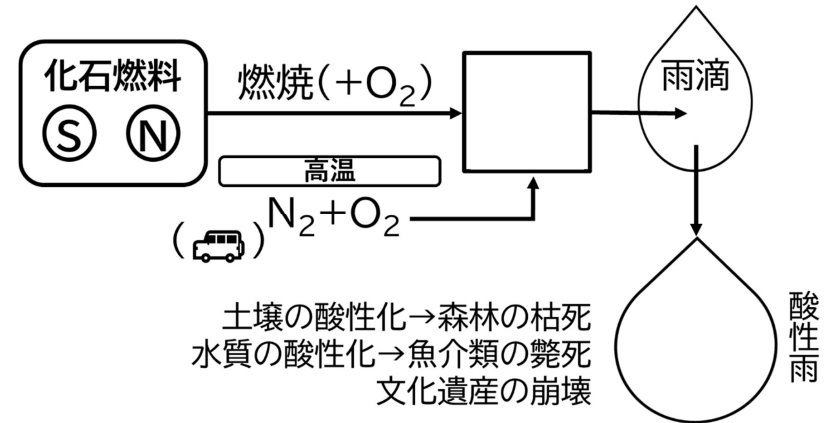 化石燃料
S N
燃焼(+O₂)
雨滴
高温
( )N₂+O₂
土壌の酸性化→森林の枯死
水質の酸性化→魚介類の斃死
文化遺産の崩壊
酸性雨